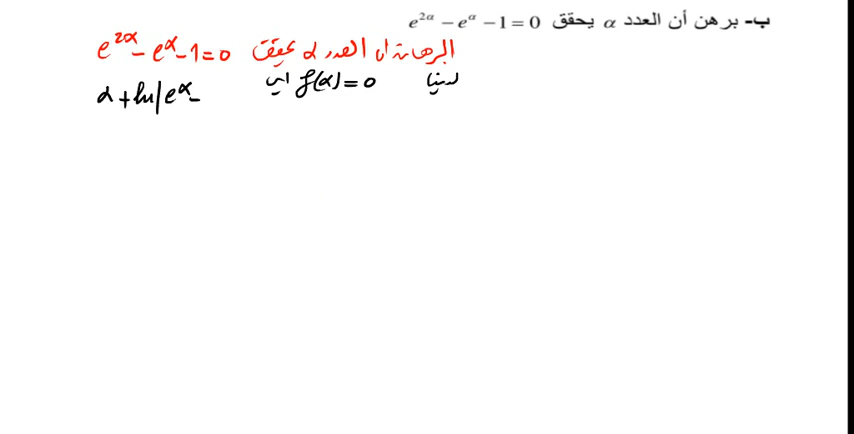 ب- برهن أن العدد α يحقق e^{2α} − e^{α} − 1 = 0
البرهان ان العدد α يحقق e^{2α} − e^{α} − 1 = 0
لدينا f(α) = 0 اي
α + ln|e^{α} −